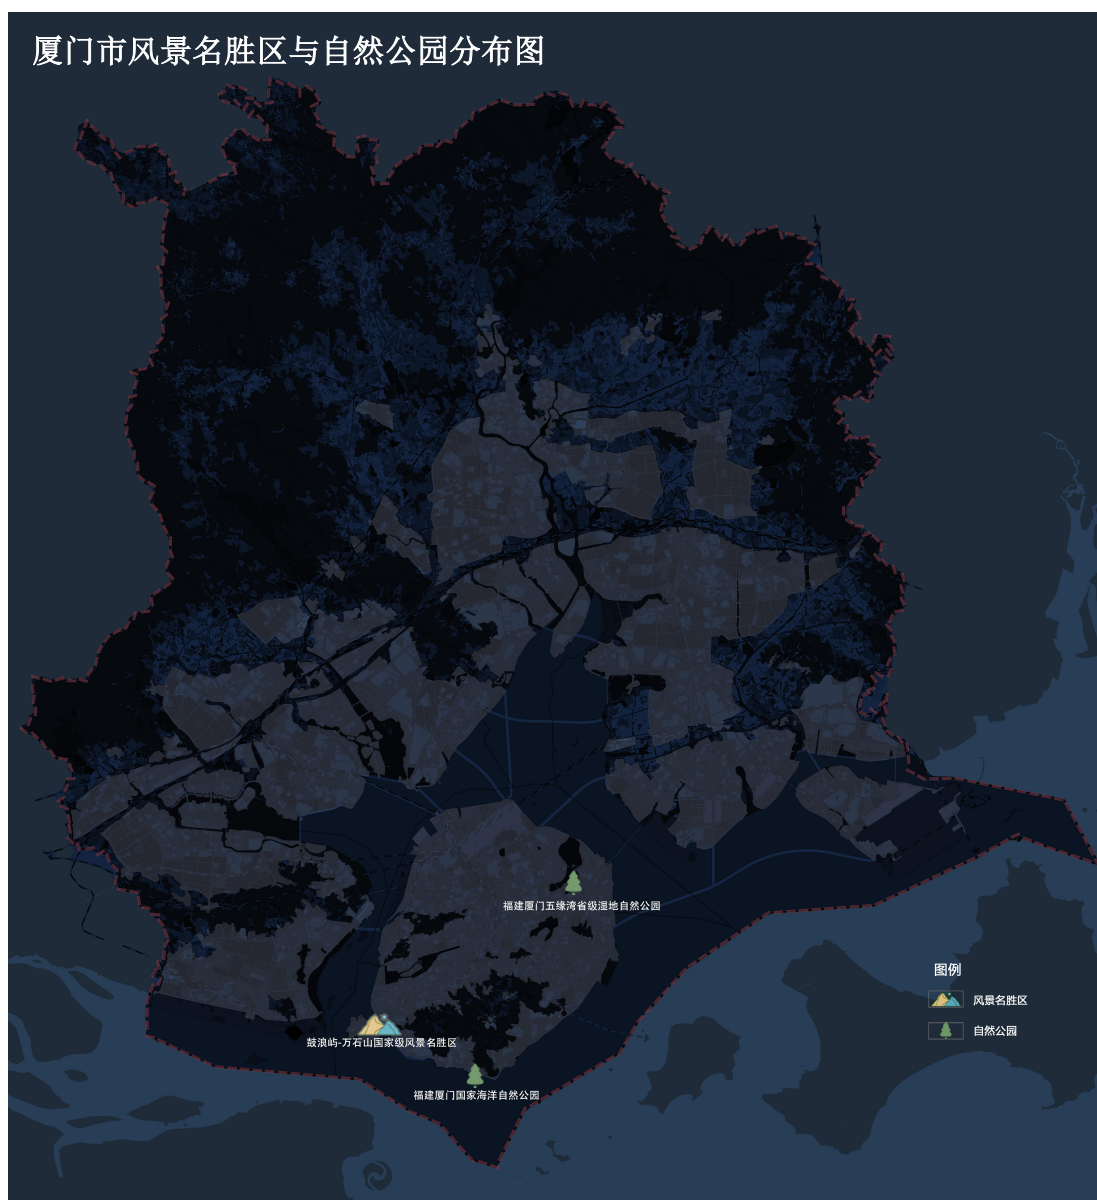 厦门市风景名胜区与自然公园分布图
福建厦门五缘湾省级湿地自然公园
图例
风景名胜区
自然公园
鼓浪屿-万石山国家级风景名胜区
福建厦门国家海洋自然公园